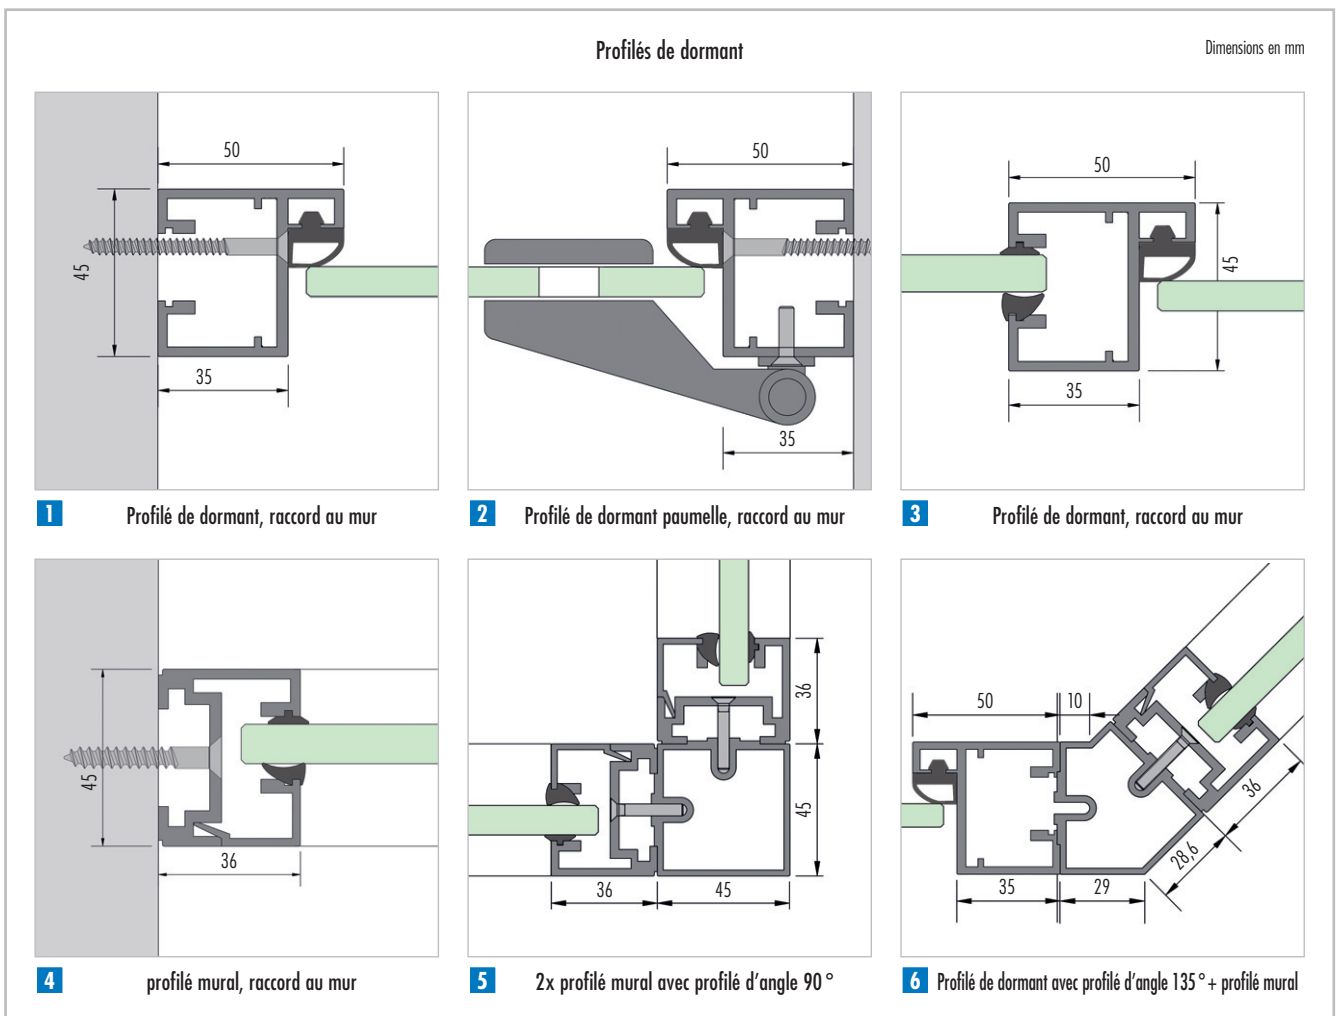 Profilés de dormant
Dimensions en mm
50
45
35
1 Profilé de dormant, raccord au mur
50
35
2 Profilé de dormant paumelle, raccord au mur
50
45
35
3 Profilé de dormant, raccord au mur
45
36
4 profilé mural, raccord au mur
36
45
36 45
5 2x profilé mural avec profilé d'angle 90°
50 10
36
28,6
35 29
6 Profilé de dormant avec profilé d'angle 135° + profilé mural